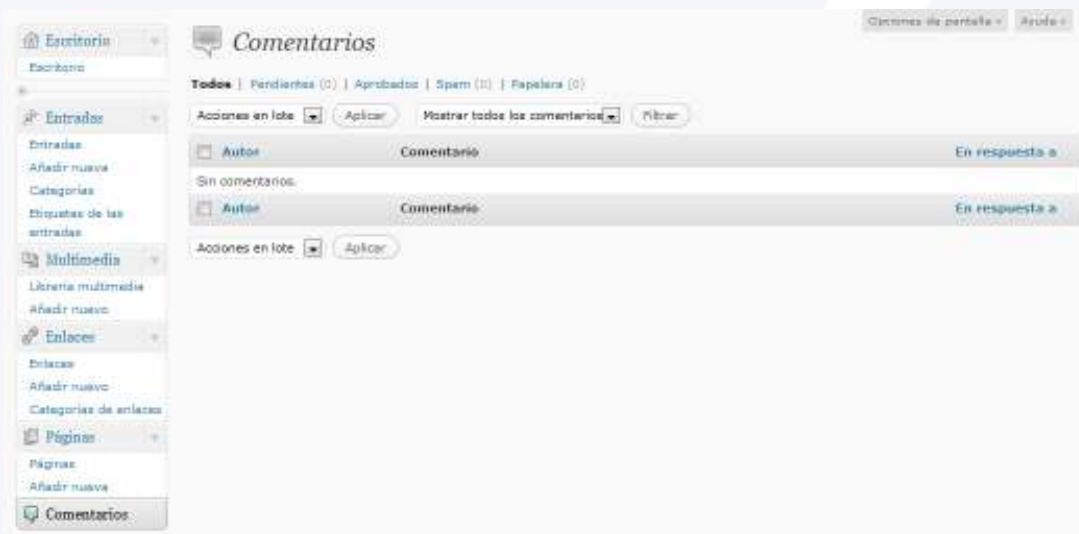 Opciones de pantalla
Ayuda
Escritorio
Escritorio
Entradas
Entradas
Añadir nueva
Categorías
Etiquetas de las
entradas
Multimedia
Librería multimedia
Añadir nuevo
Enlaces
Enlaces
Añadir nuevo
Categorías de enlaces
Páginas
Páginas
Añadir nueva
Comentarios
Comentarios
Todos | Pendientes (0) | Aprobados | Spam (0) | Papelera (0)
Acciones en lote Aplicar Mostrar todos los comentarios Filtrar
Autor Comentario En respuesta a
Sin comentarios.
Autor Comentario En respuesta a
Acciones en lote Aplicar